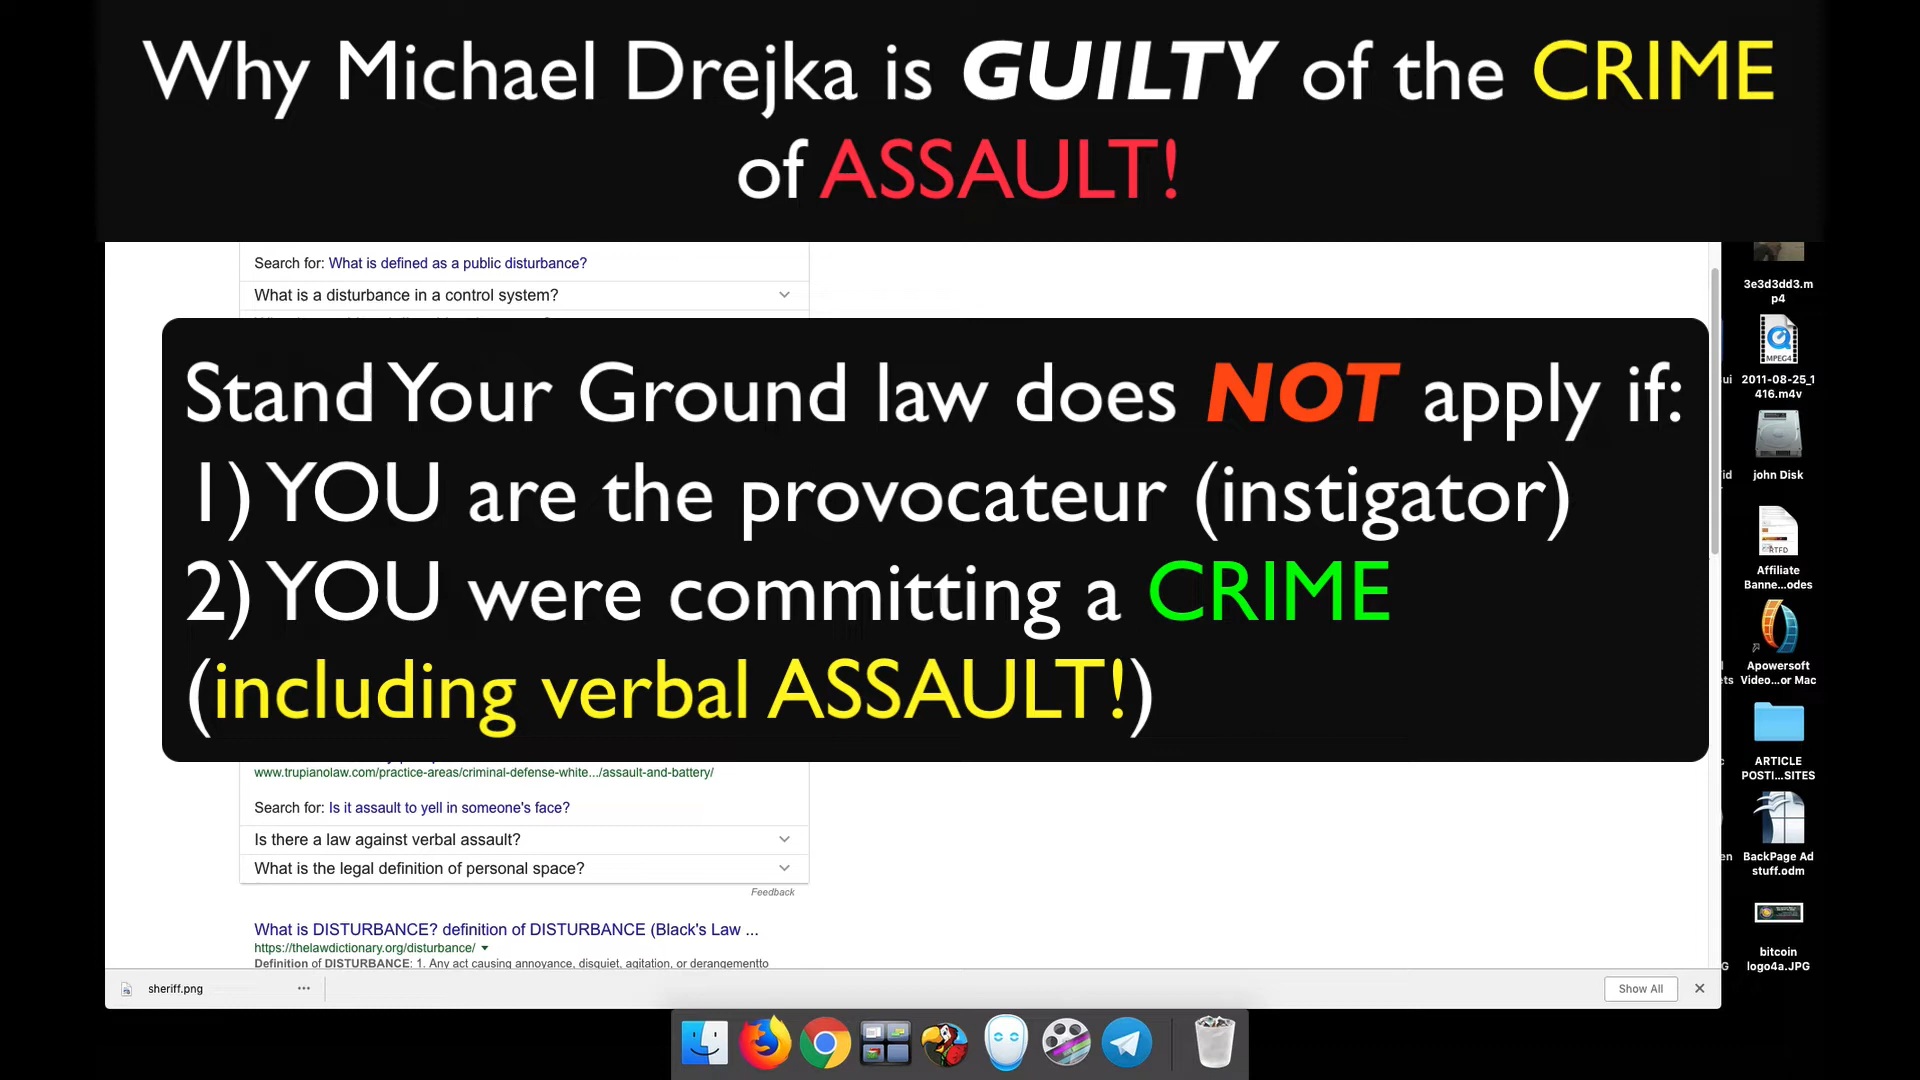 Why Michael Drejka is GUILTY of the CRIME
of ASSAULT!
Search for: What is defined as a public disturbance?
What is a disturbance in a control system?
Stand Your Ground law does NOT apply if:
1) YOU are the provocateur (instigator)
2) YOU were committing a CRIME
(including verbal ASSAULT!)
www.trupianolaw.com/practice-areas/criminal-defense-white.../assault-and-battery/
Search for: Is it assault to yell in someone's face?
Is there a law against verbal assault?
What is the legal definition of personal space?
Feedback
What is DISTURBANCE? definition of DISTURBANCE (Black's Law ...
https://thelawdictionary.org/disturbance/
Definition of DISTURBANCE: 1. Any act causing annoyance, disquiet, agitation, or derangementto
sheriff.png
Show All
3e3d3dd3.m
p4
MPEG4
2011-08-25_1
416.m4v
john Disk
RTFD
Affiliate
Banne...odes
Apowersoft
Video...or Mac
ARTICLE
POSTI...SITES
BackPage Ad
stuff.odm
bitcoin
logo4a.JPG